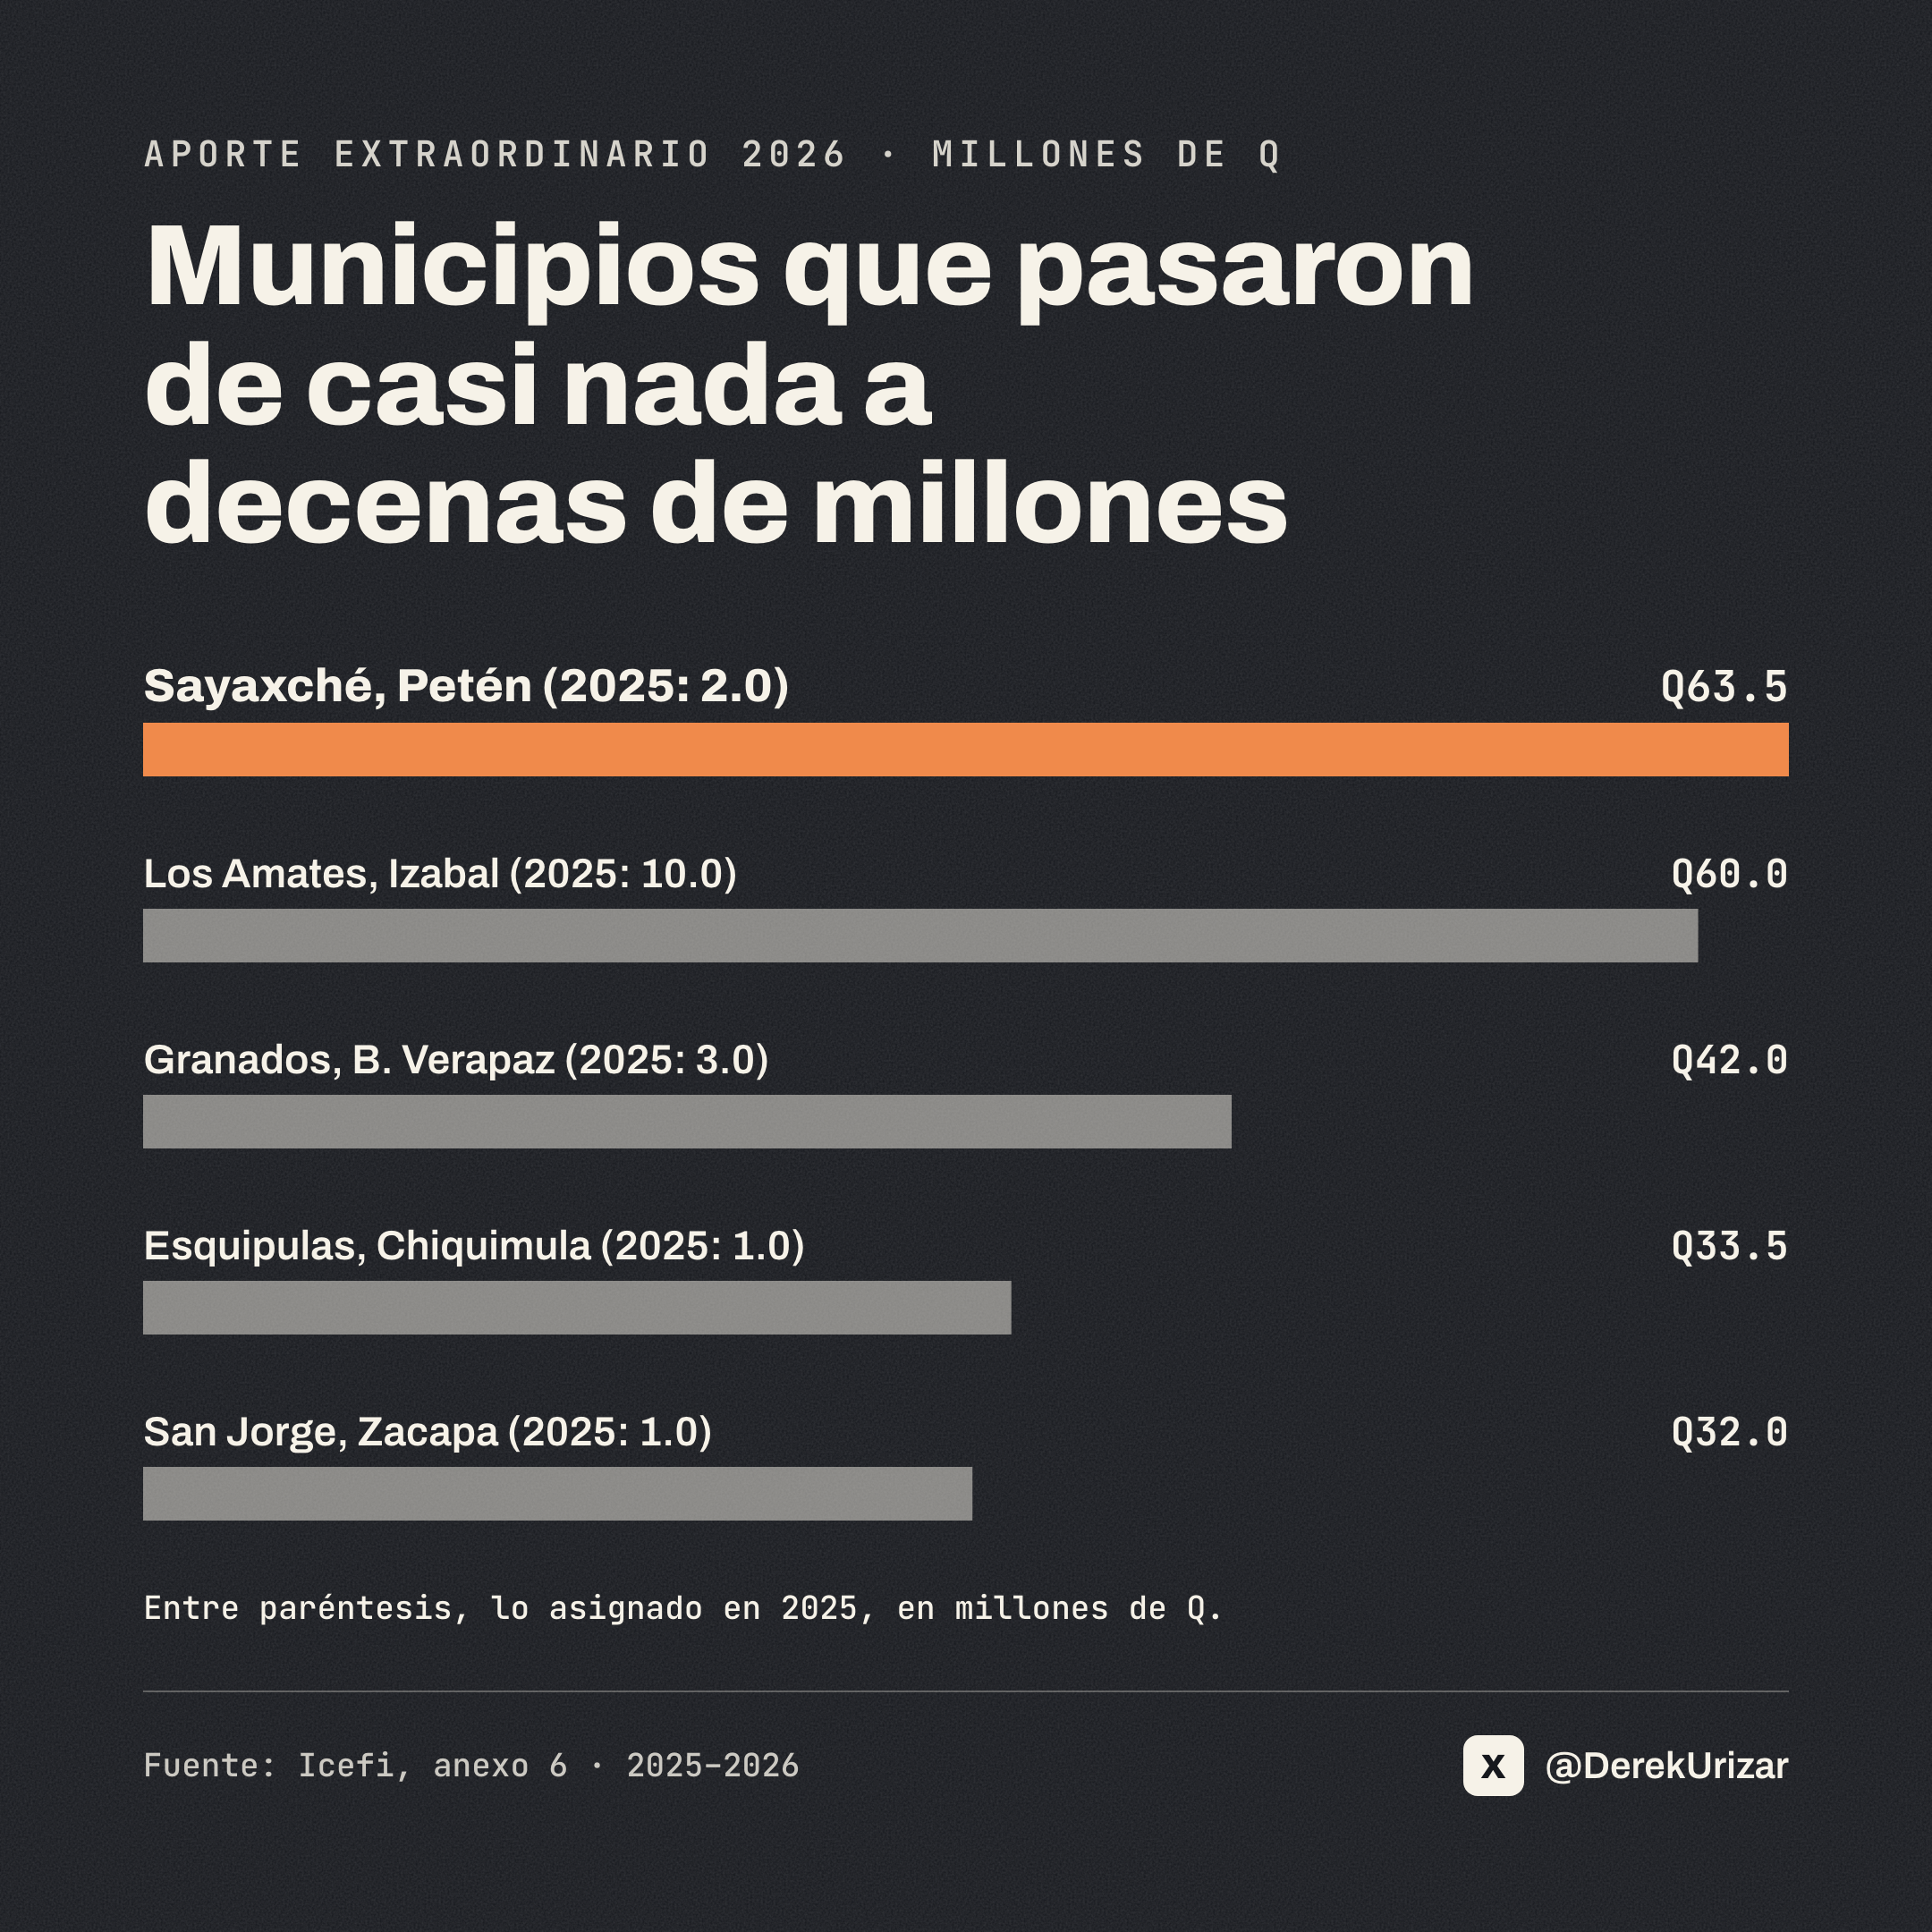 APORTE EXTRAORDINARIO 2026 · MILLONES DE Q
Municipios que pasaron
de casi nada a
decenas de millones
Sayaxché, Petén (2025: 2.0) Q63.5
Los Amates, Izabal (2025: 10.0) Q60.0
Granados, B. Verapaz (2025: 3.0) Q42.0
Esquipulas, Chiquimula (2025: 1.0) Q33.5
San Jorge, Zacapa (2025: 1.0) Q32.0
Entre paréntesis, lo asignado en 2025, en millones de Q.
Fuente: Icefi, anexo 6 · 2025–2026
X @DerekUrizar